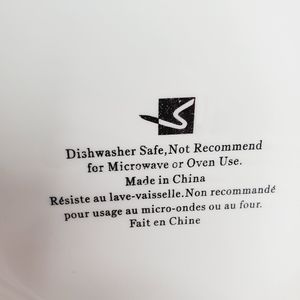 Dishwasher Safe,Not Recommend
for Microwave or Oven Use.
Made in China
Résiste au lave-vaisselle.Non recommandé
pour usage au micro-ondes ou au four.
Fait en Chine